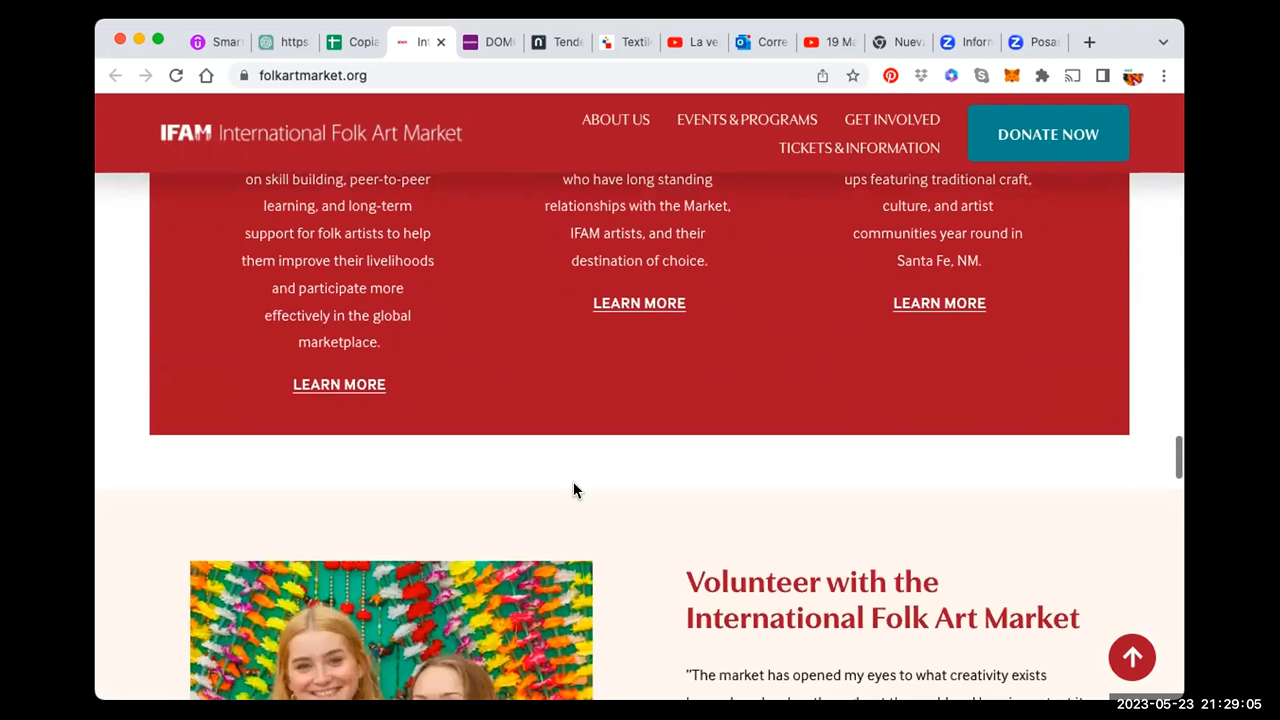 Smar
https
Copia
Int
DOM
Tende
Textil
La ve
Corre
19 Ma
Nuev
Inform
Posa
folkartmarket.org
IFAM International Folk Art Market
ABOUT US
EVENTS & PROGRAMS
GET INVOLVED
TICKETS & INFORMATION
DONATE NOW
on skill building, peer-to-peer
learning, and long-term
support for folk artists to help
them improve their livelihoods
and participate more
effectively in the global
marketplace.
LEARN MORE
who have long standing
relationships with the Market,
IFAM artists, and their
destination of choice.
LEARN MORE
ups featuring traditional craft,
culture, and artist
communities year round in
Santa Fe, NM.
LEARN MORE
Volunteer with the
International Folk Art Market
"The market has opened my eyes to what creativity exists
2023-05-23 21:29:05